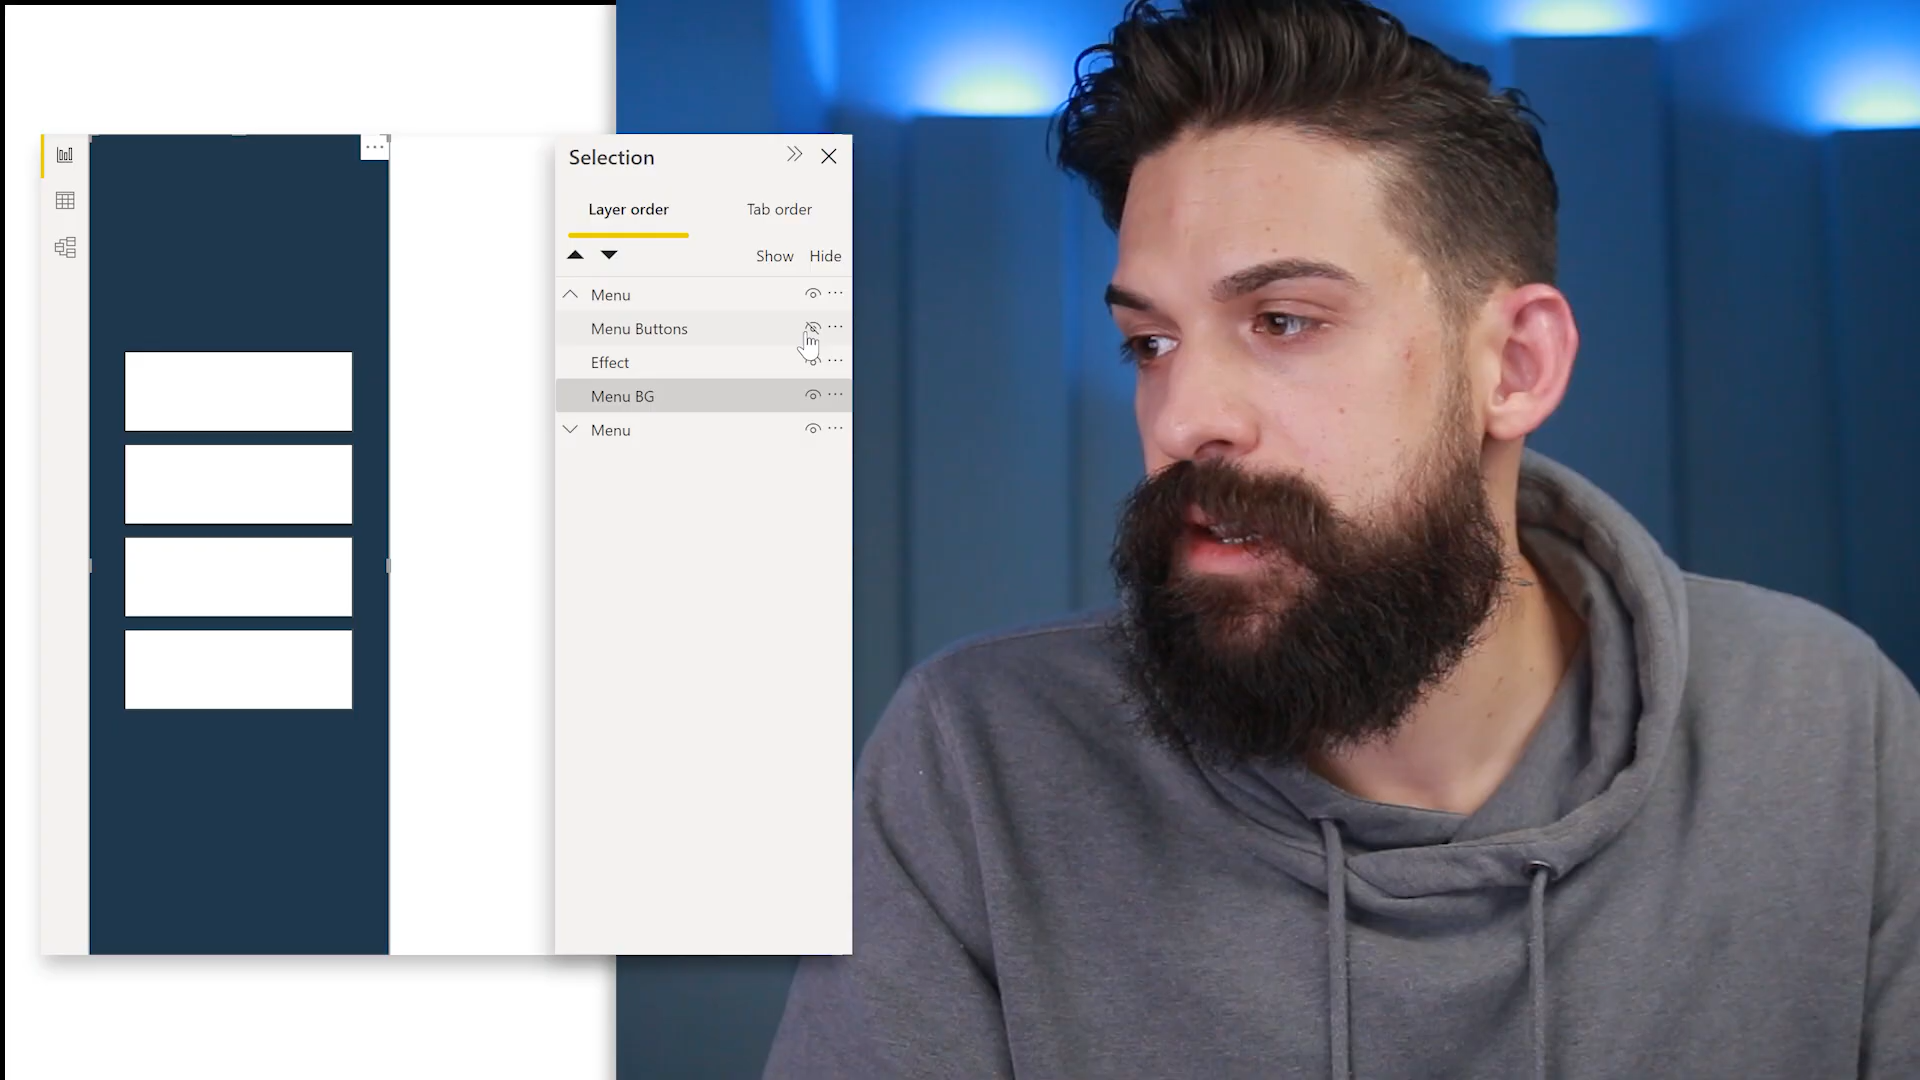 Selection
Layer order Tab order
Show Hide
Menu
Menu Buttons
Effect
Menu BG
Menu